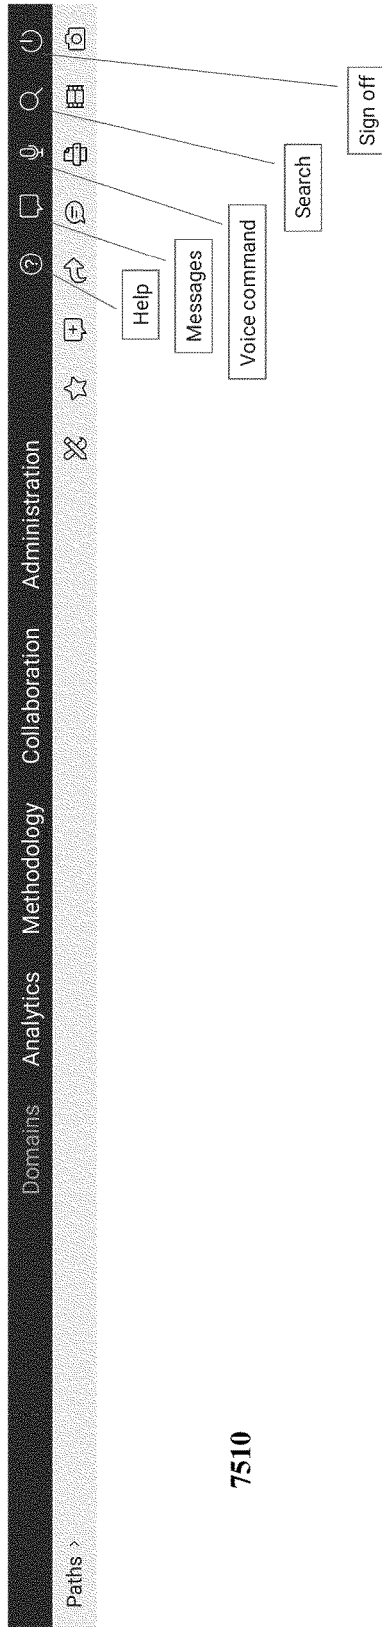 Domains Analytics Methodology Collaboration Administration
Paths >
Help
Messages
Voice command
Search
Sign off
7510